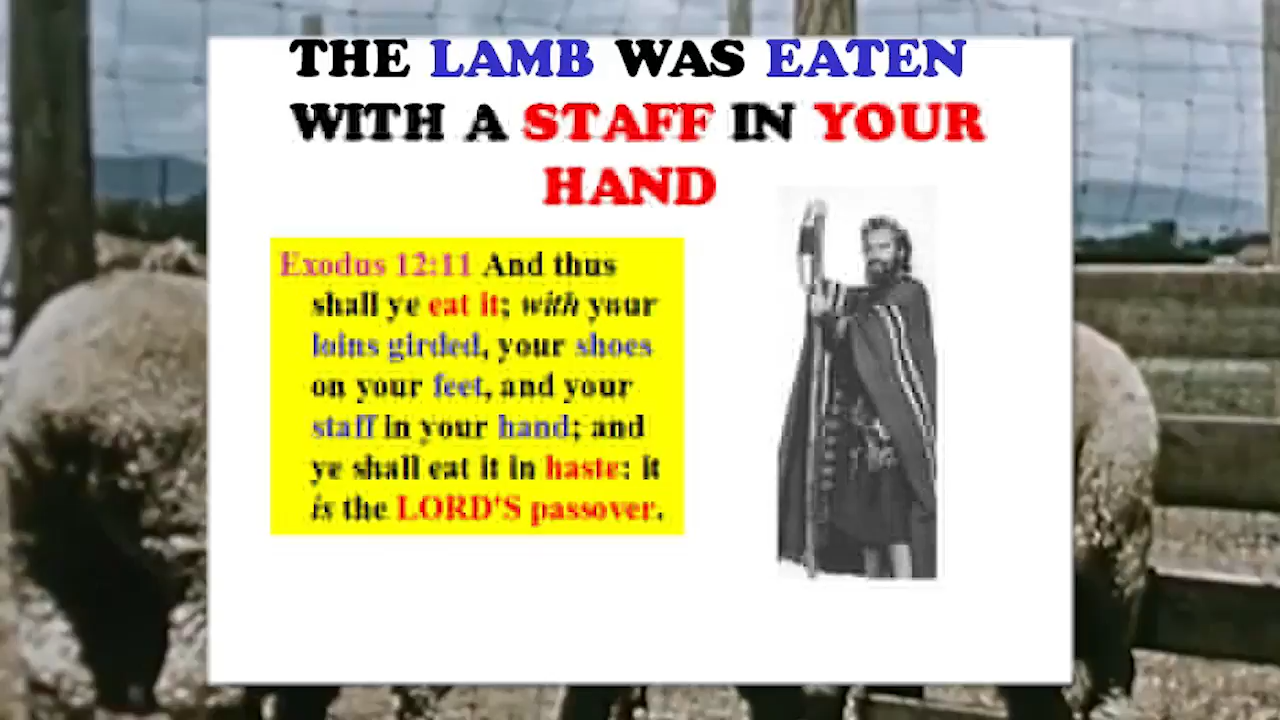 THE LAMB WAS EATEN
WITH A STAFF IN YOUR
HAND
Exodus 12:11 And thus
shall ye eat it; with your
loins girded, your shoes
on your feet, and your
staff in your hand; and
ye shall eat it in haste: it
is the LORD'S passover.